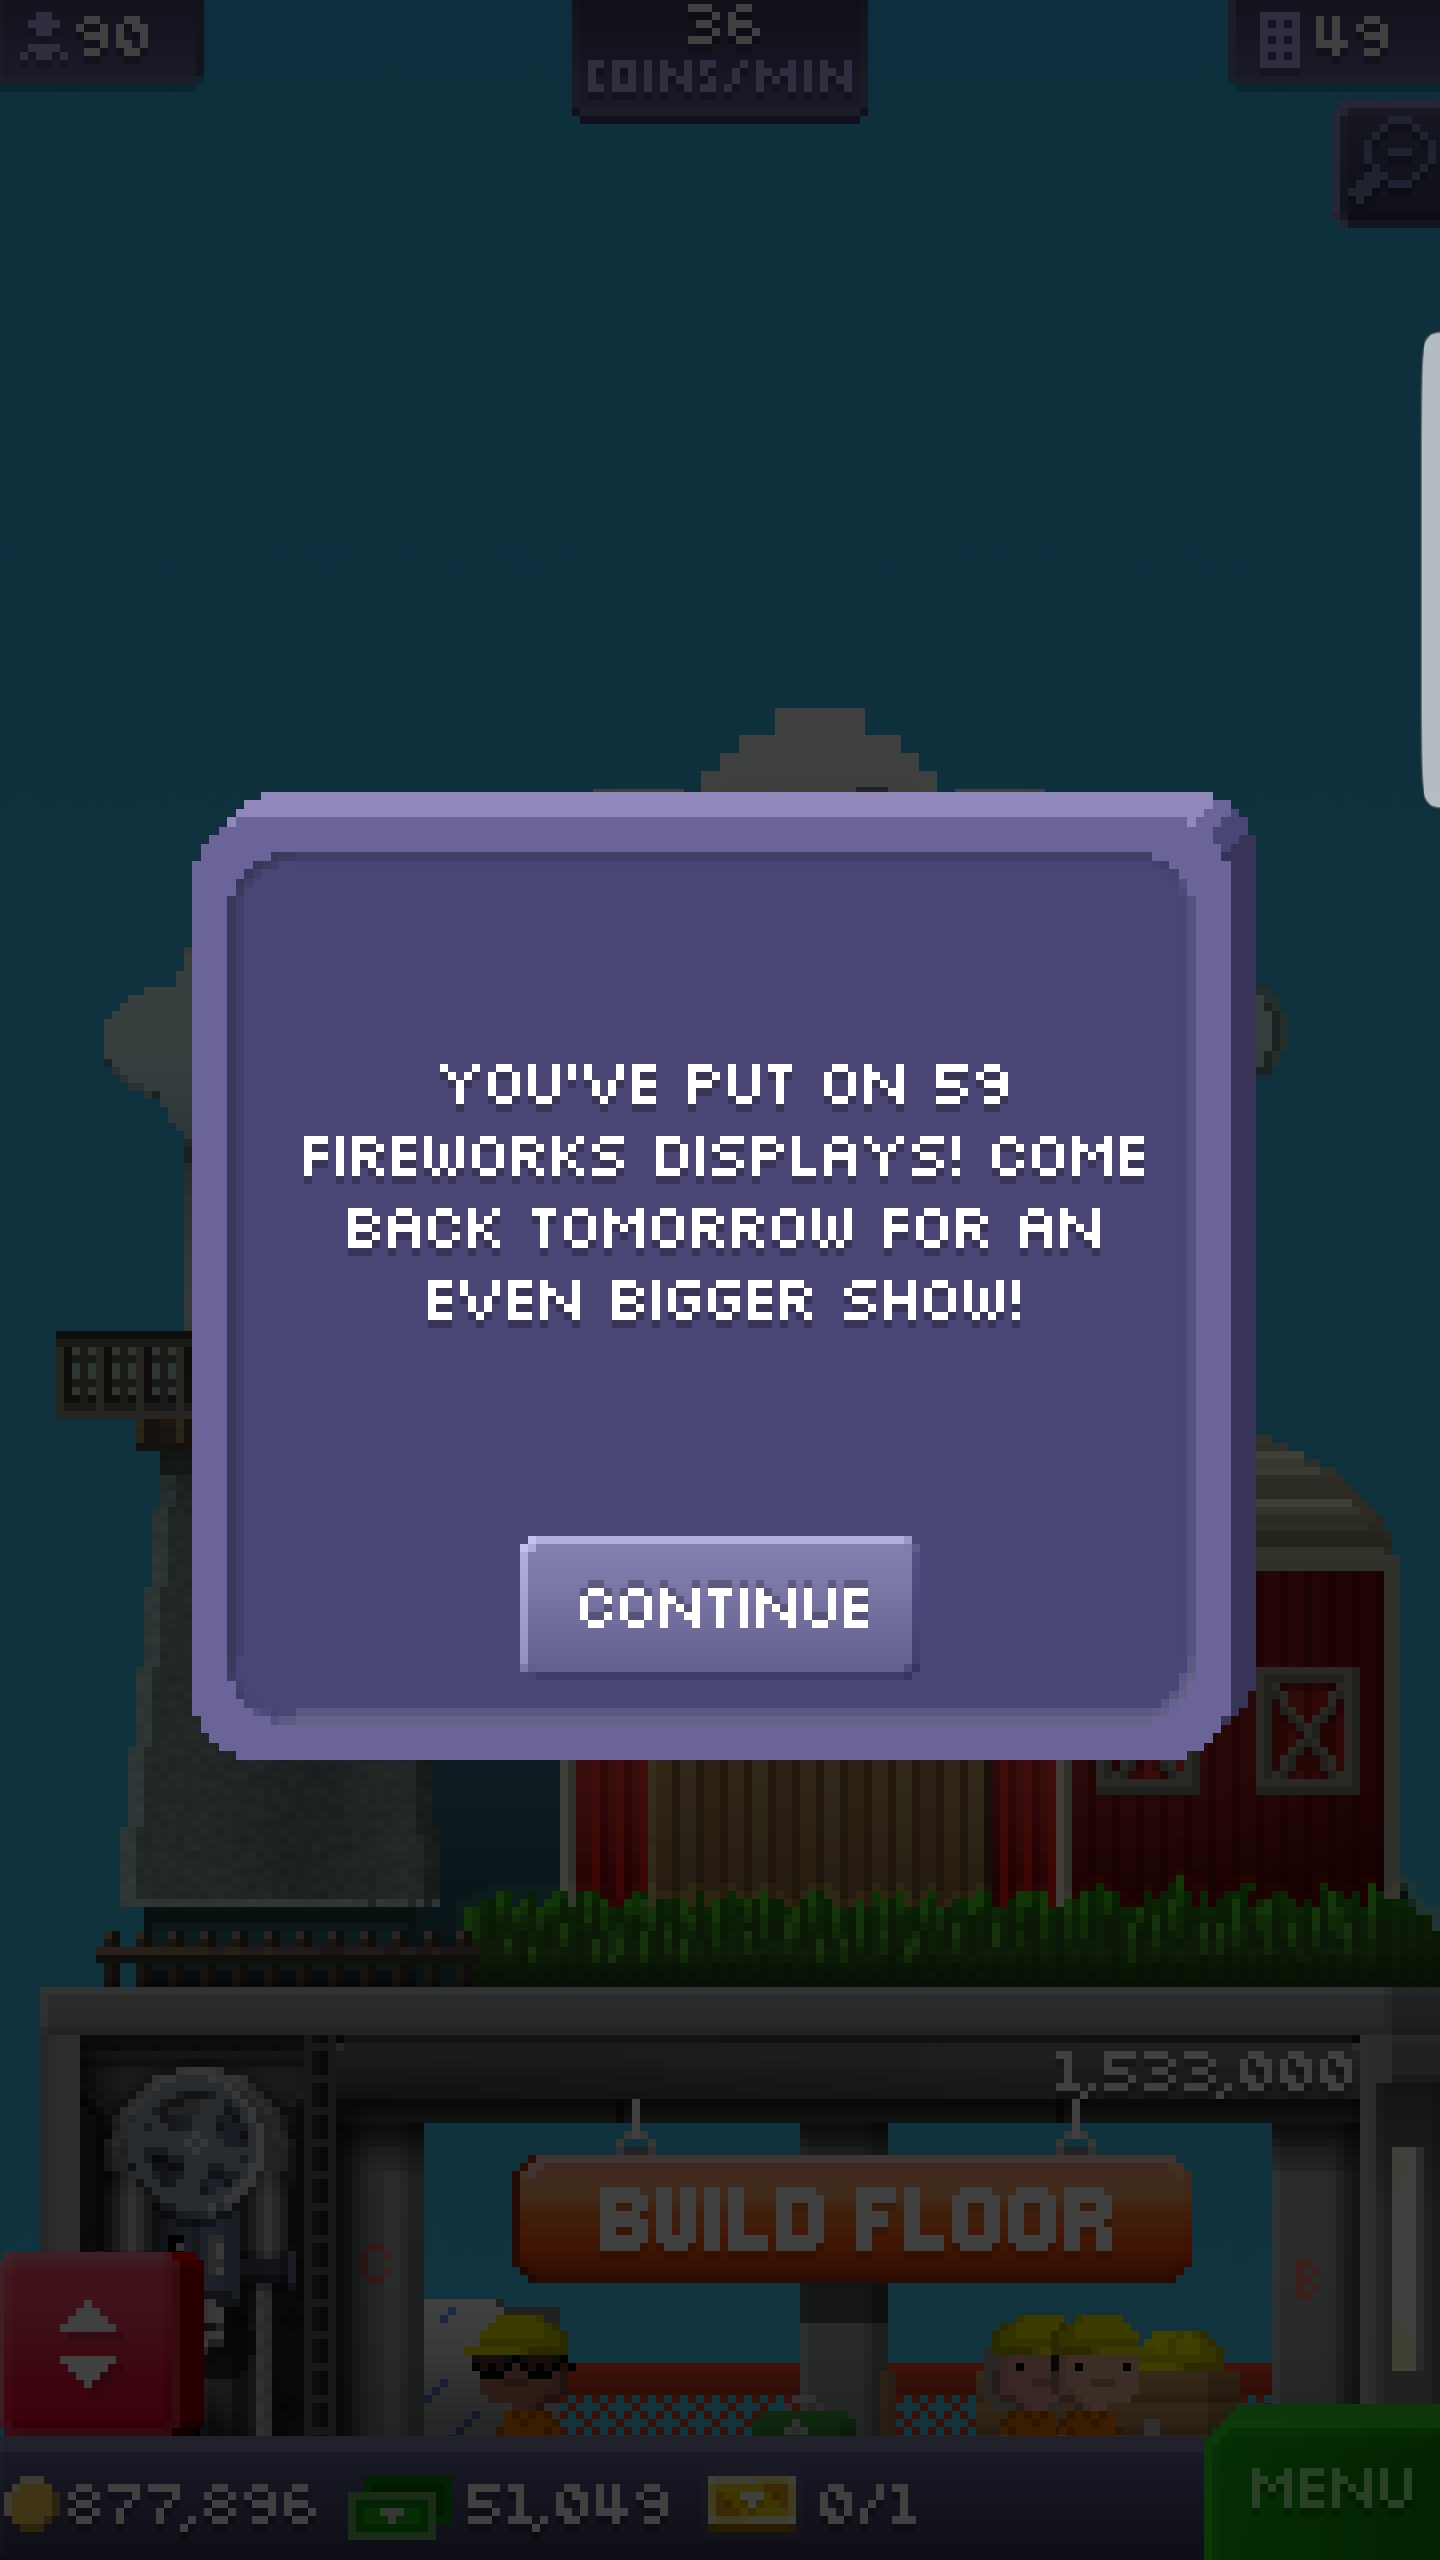 90
36
COINS/MIN
49
YOU'VE PUT ON 59
FIREWORKS DISPLAYS! COME
BACK TOMORROW FOR AN
EVEN BIGGER SHOW!
CONTINUE
1,533,000
BUILD FLOOR
C
B
877,896
51,049
0/1
MENU